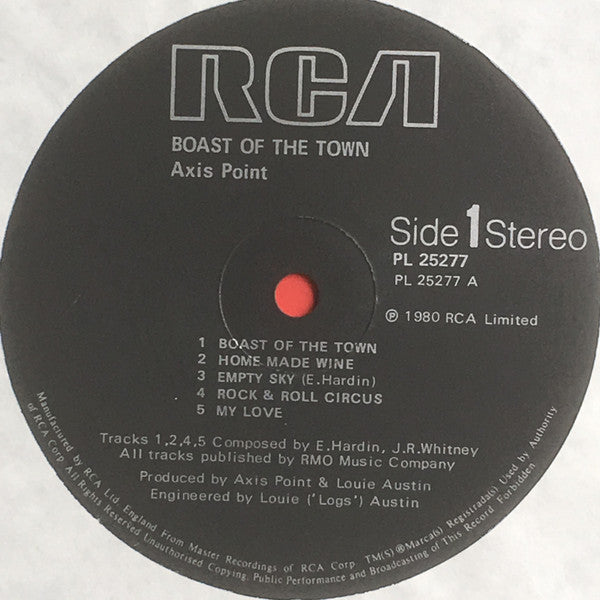 RCA
BOAST OF THE TOWN
Axis Point
Side 1 Stereo
PL 25277
PL 25277 A
℗ 1980 RCA Limited
1 BOAST OF THE TOWN
2 HOME MADE WINE
3 EMPTY SKY (E.Hardin)
4 ROCK & ROLL CIRCUS
5 MY LOVE
Tracks 1,2,4,5 Composed by E.Hardin, J.R.Whitney
All tracks published by RMO Music Company
Produced by Axis Point & Louie Austin
Engineered by Louie ('Logs') Austin
Manufactured by RCA Ltd. England From Master Recordings of RCA Corp TM(S) ® Marca(s) Registrada(s) Used by Authority
of RCA Corp All Rights Reserved Unauthorised Copying, Public Performance and Broadcasting of This Record Forbidden